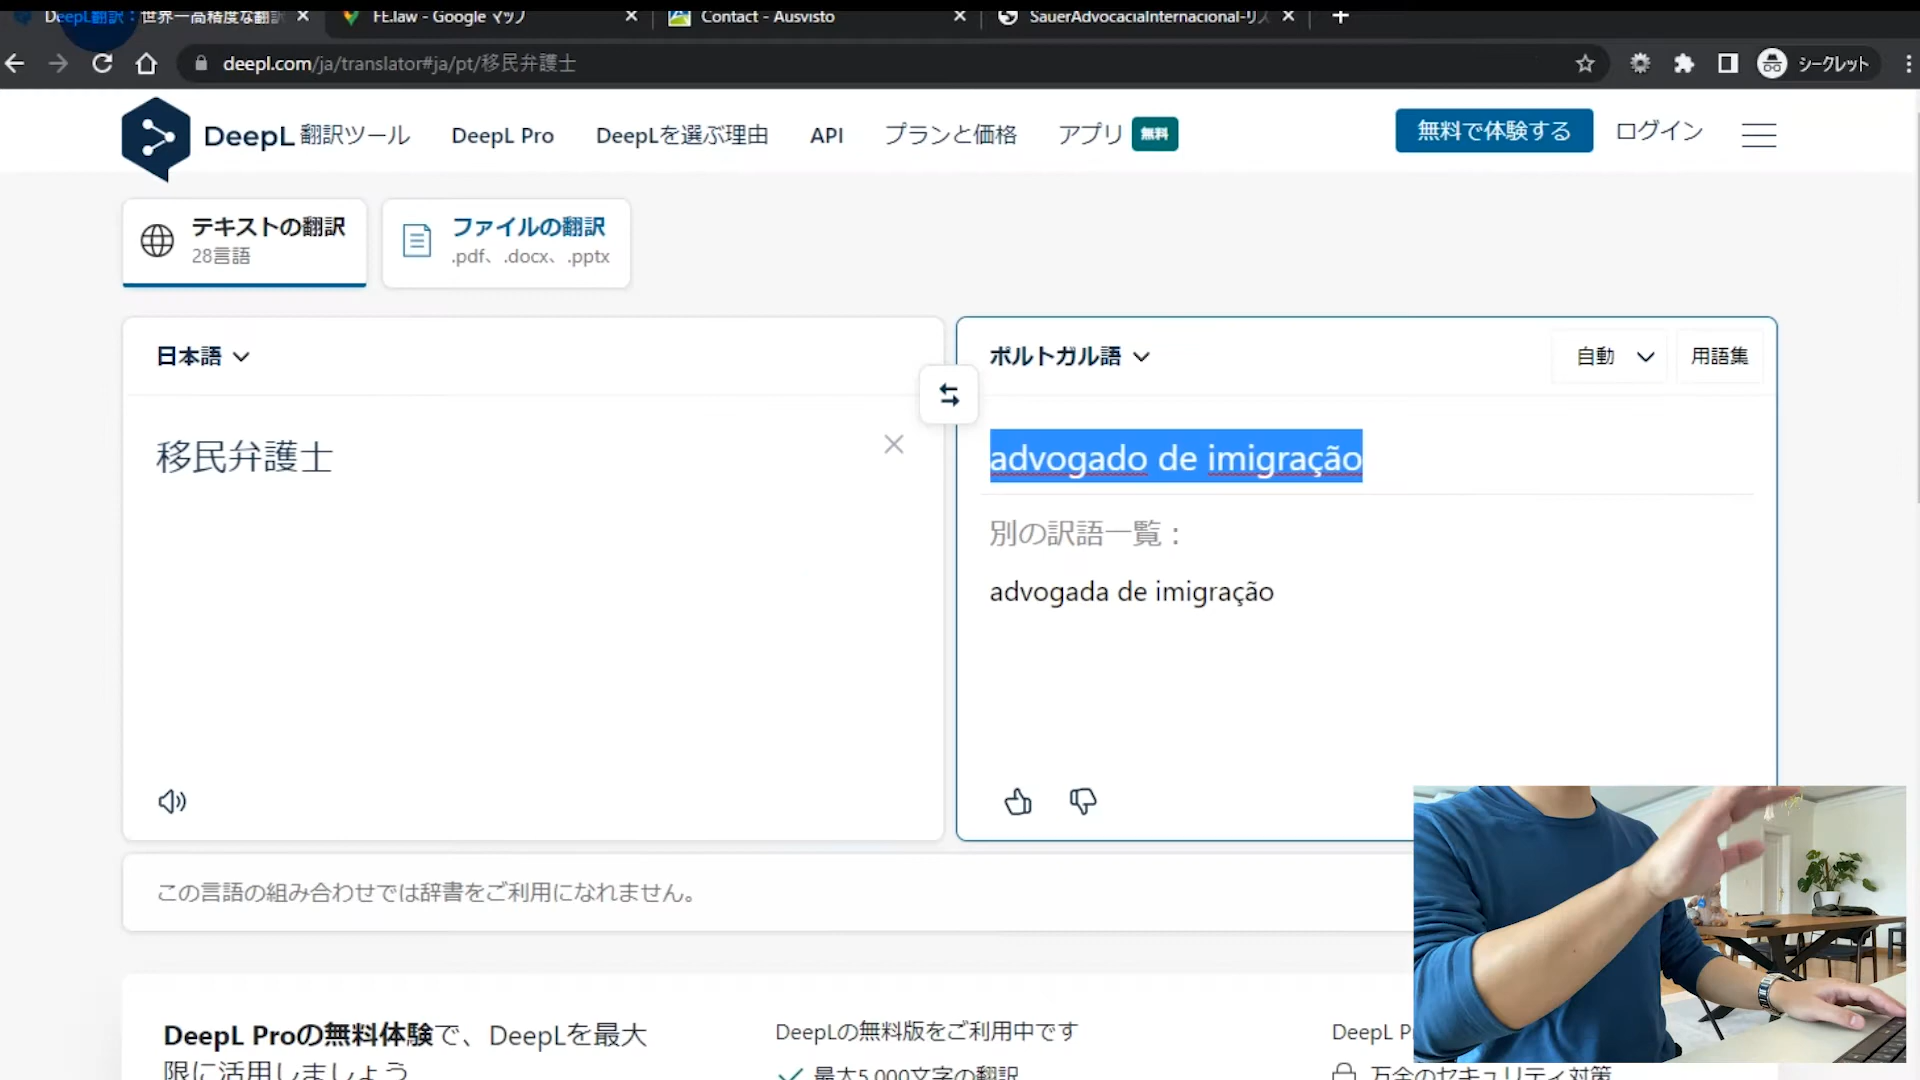 DeepL翻訳：世界一高精度な翻訳
FE.law - Google マップ
Contact - Ausvisto
SauerAdvocaciaInternacional-リス
deepl.com/ja/translator#ja/pt/移民弁護士
シークレット
DeepL 翻訳ツール
DeepL Pro
DeepLを選ぶ理由
API
プランと価格
アプリ 無料
無料で体験する
ログイン
テキストの翻訳
28言語
ファイルの翻訳
.pdf、.docx、.pptx
日本語
ポルトガル語
自動
用語集
移民弁護士
advogado de imigração
別の訳語一覧：
advogada de imigração
この言語の組み合わせでは辞書をご利用になれません。
DeepL Proの無料体験で、DeepLを最大
限に活用しましょう
DeepLの無料版をご利用中です
最大5,000文字の翻訳
DeepL P
万全のセキュリティ対策